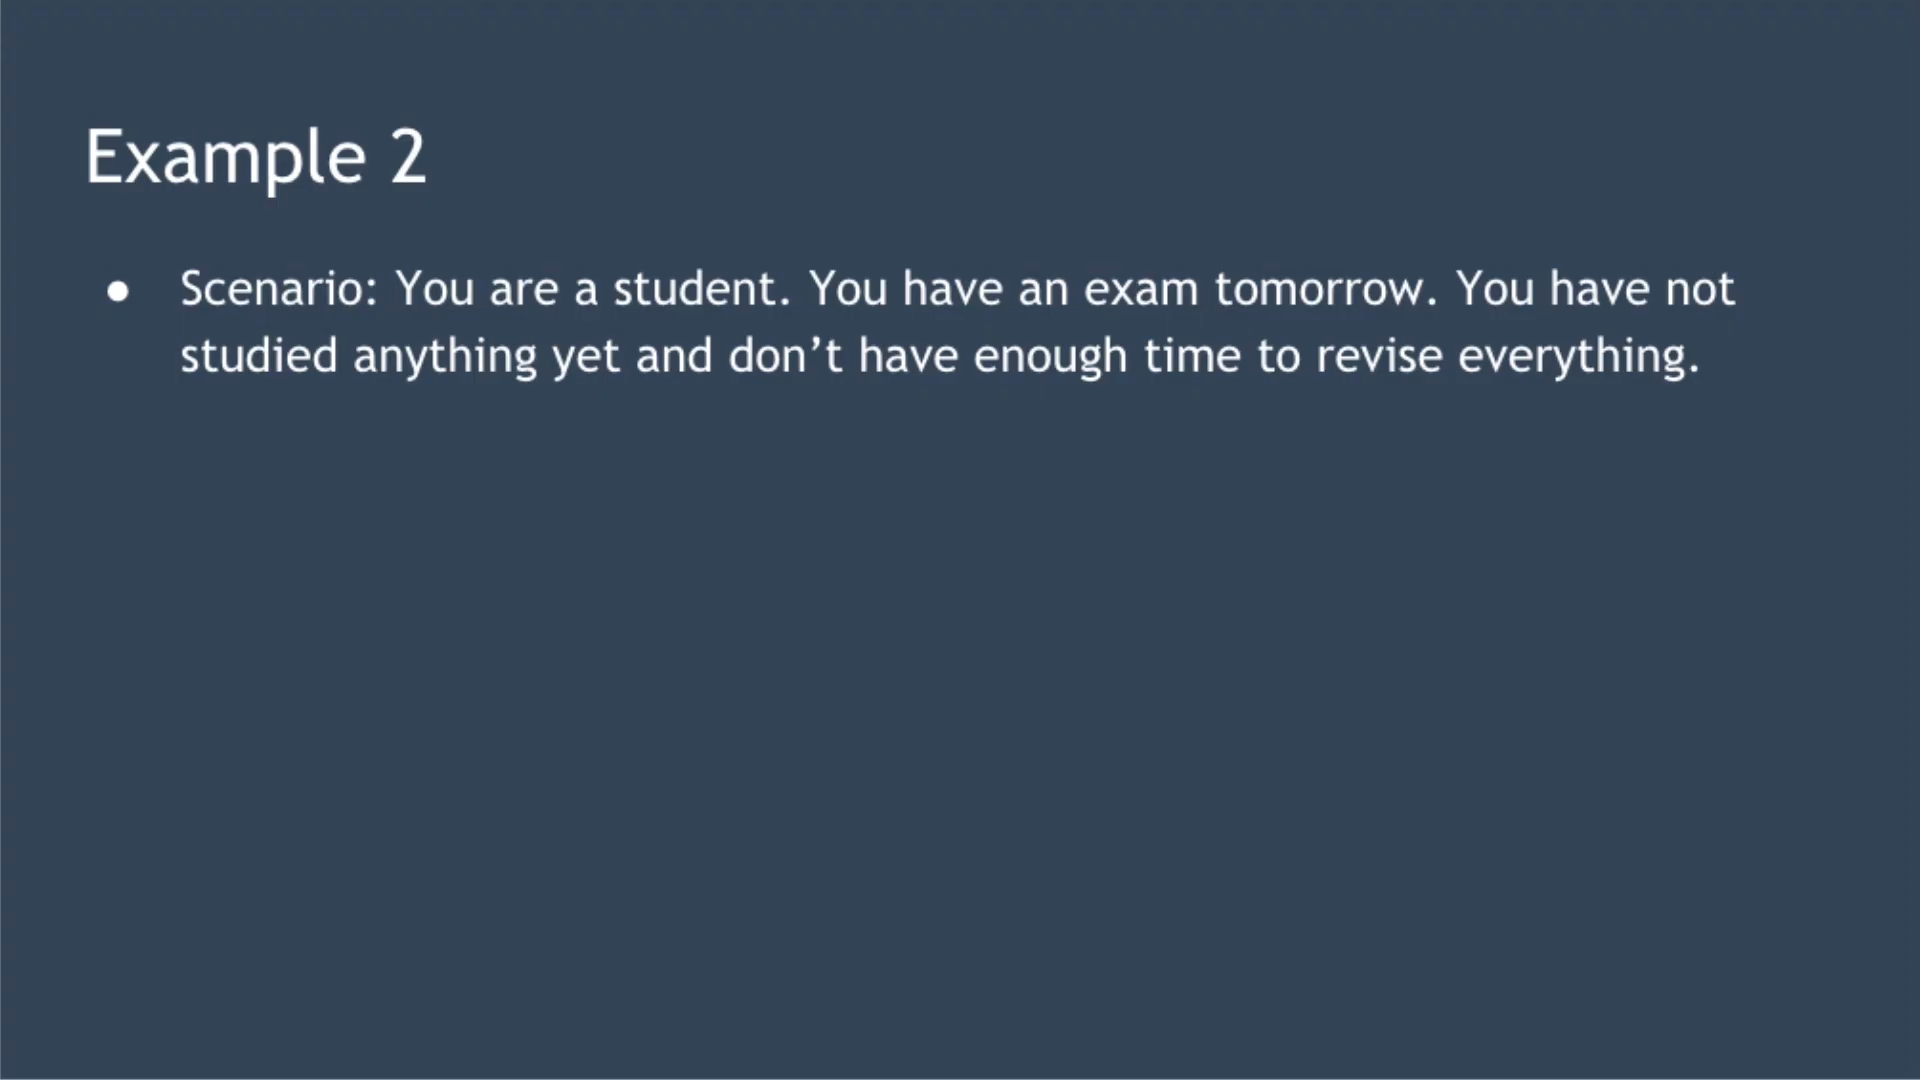 Example 2
● Scenario: You are a student. You have an exam tomorrow. You have not
studied anything yet and don’t have enough time to revise everything.